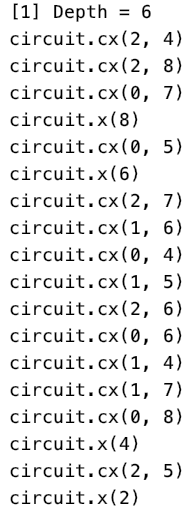 [1] Depth = 6
circuit.cx(2, 4)
circuit.cx(2, 8)
circuit.cx(0, 7)
circuit.x(8)
circuit.cx(0, 5)
circuit.x(6)
circuit.cx(2, 7)
circuit.cx(1, 6)
circuit.cx(0, 4)
circuit.cx(1, 5)
circuit.cx(2, 6)
circuit.cx(0, 6)
circuit.cx(1, 4)
circuit.cx(1, 7)
circuit.cx(0, 8)
circuit.x(4)
circuit.cx(2, 5)
circuit.x(2)